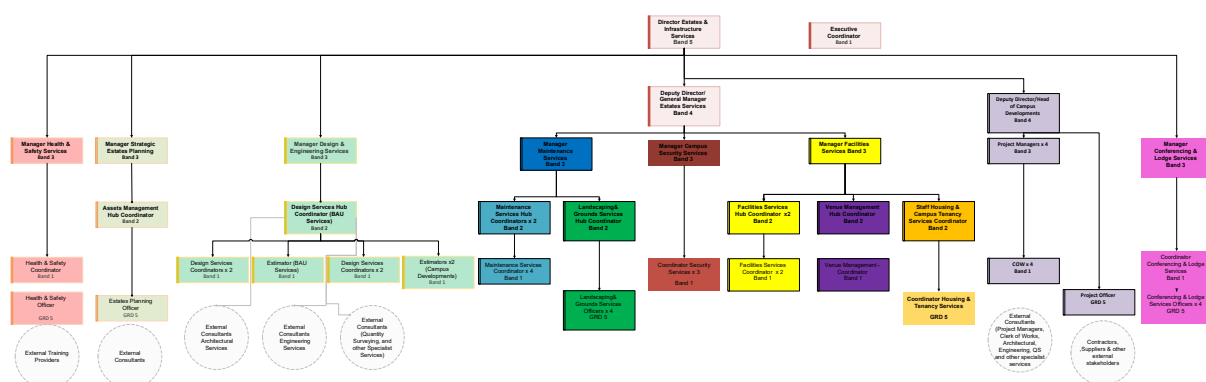 Director Estates &
Infrastructure
Services
Band 5
Executive
Coordinator
Band 1
Deputy Director/
General Manager
Estates Services
Band 4
Deputy Director/Head
of Campus
Developments
Band 4
Manager Health &
Safety Services
Band 3
Manager Strategic
Estates Planning
Band 3
Manager Design &
Engineering Services
Band 3
Manager
Maintenance
Services
Band 3
Manager Campus
Security Services
Band 3
Manager Facilities
Services Band 3
Project Managers x 4
Band 3
Manager
Conferencing &
Lodge Services
Band 3
Assets Management
Hub Coordinator
Band 2
Design Services Hub
Coordinator (BAU
Services)
Band 2
Maintenance
Services Hub
Coordinators x 2
Band 2
Landscaping&
Grounds Services
Hub Coordinator
Band 2
Facilities Services
Hub Coordinator x2
Band 2
Venue Management
Hub Coordinator
Band 2
Staff Housing &
Campus Tenancy
Services Coordinator
Band 2
Health & Safety
Coordinator
Band 1
Design Services
Coordinators x 2
Band 1
Estimator (BAU
Services)
Band 1
Design Services
Coordinators x 2
Band 1
Estimators x2
(Campus
Developments)
Band 1
Maintenance Services
Coordinator x 4
Band 1
Coordinator Security
Services x 3
Band 1
Facilities Services
Coordinator x 2
Band 1
Venue Management-
Coordinator
Band 1
COW x 4
Band 1
Coordinator
Conferencing & Lodge
Services
Band 1
Health & Safety
Officer
GRD 5
Estates Planning
Officer
GRD 5
Landscaping&
Grounds Services
Officers x 4
GRD 5
Coordinator Housing &
Tenancy Services
GRD 5
Project Officer
GRD 5
Conferencing & Lodge
Services Officers x 4
GRD 5
External Training
Providers
External
Consultants
External
Consultants
Architectural Services
External
Consultants
Engineering
Services
External
Consultants
(Quantity
Surveying, and
other Specialist
Services)
External
Consultants
(Project Managers,
Clerk of Works,
Architectural,
Engineering, QS
and other specialist
services
Contractors,
,Suppliers & other
external
stakeholders